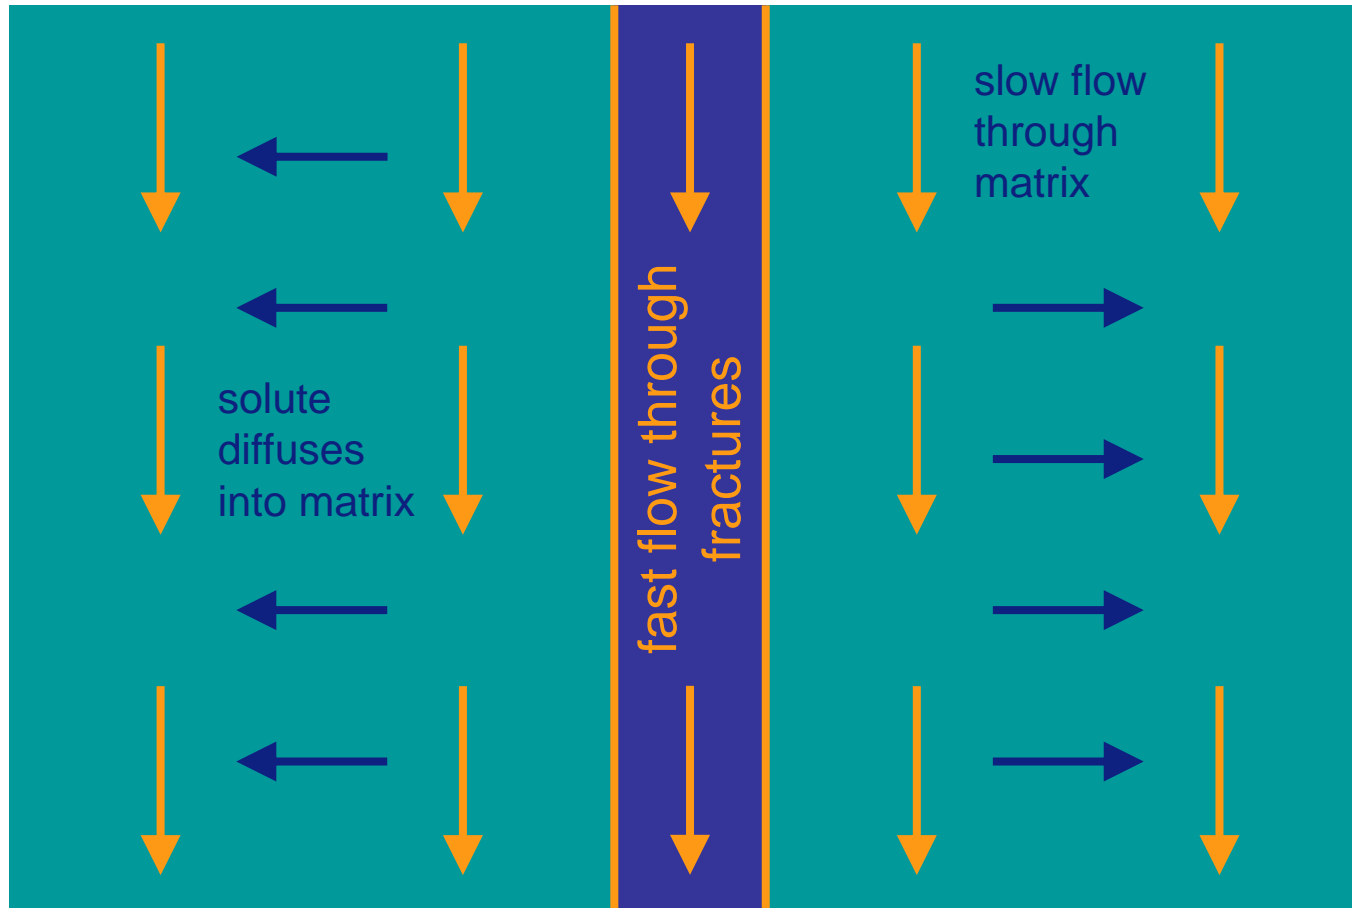 solute
diffuses
into matrix
fast flow through
fractures
slow flow
through
matrix